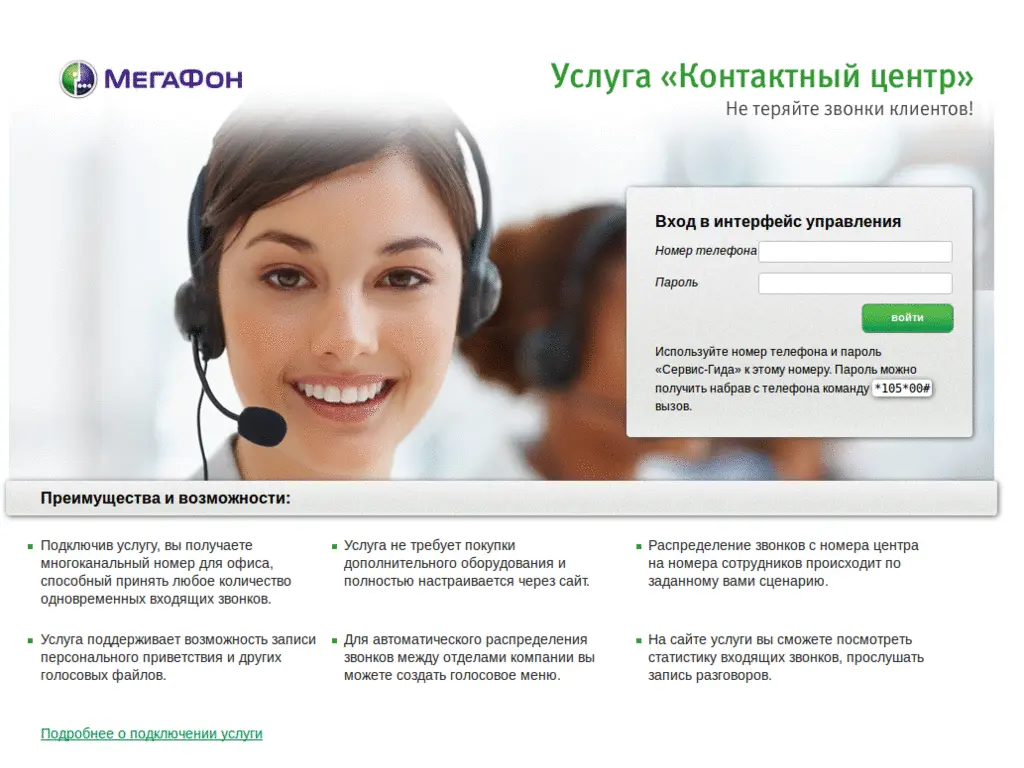 МЕГАФОН
Услуга «Контактный центр»
Не теряйте звонки клиентов!
Вход в интерфейс управления
Номер телефона
Пароль
войти
Используйте номер телефона и пароль
«Сервис-Гида» к этому номеру. Пароль можно
получить набрав с телефона команду *105*00#
вызов.
Преимущества и возможности:
Подключив услугу, вы получаете
многоканальный номер для офиса,
способный принять любое количество
одновременных входящих звонков.
Услуга не требует покупки
дополнительного оборудования и
полностью настраивается через сайт.
Распределение звонков с номера центра
на номера сотрудников происходит по
заданному вами сценарию.
Услуга поддерживает возможность записи
персонального приветствия и других
голосовых файлов.
Для автоматического распределения
звонков между отделами компании вы
можете создать голосовое меню.
На сайте услуги вы сможете посмотреть
статистику входящих звонков, прослушать
запись разговоров.
Подробнее о подключении услуги